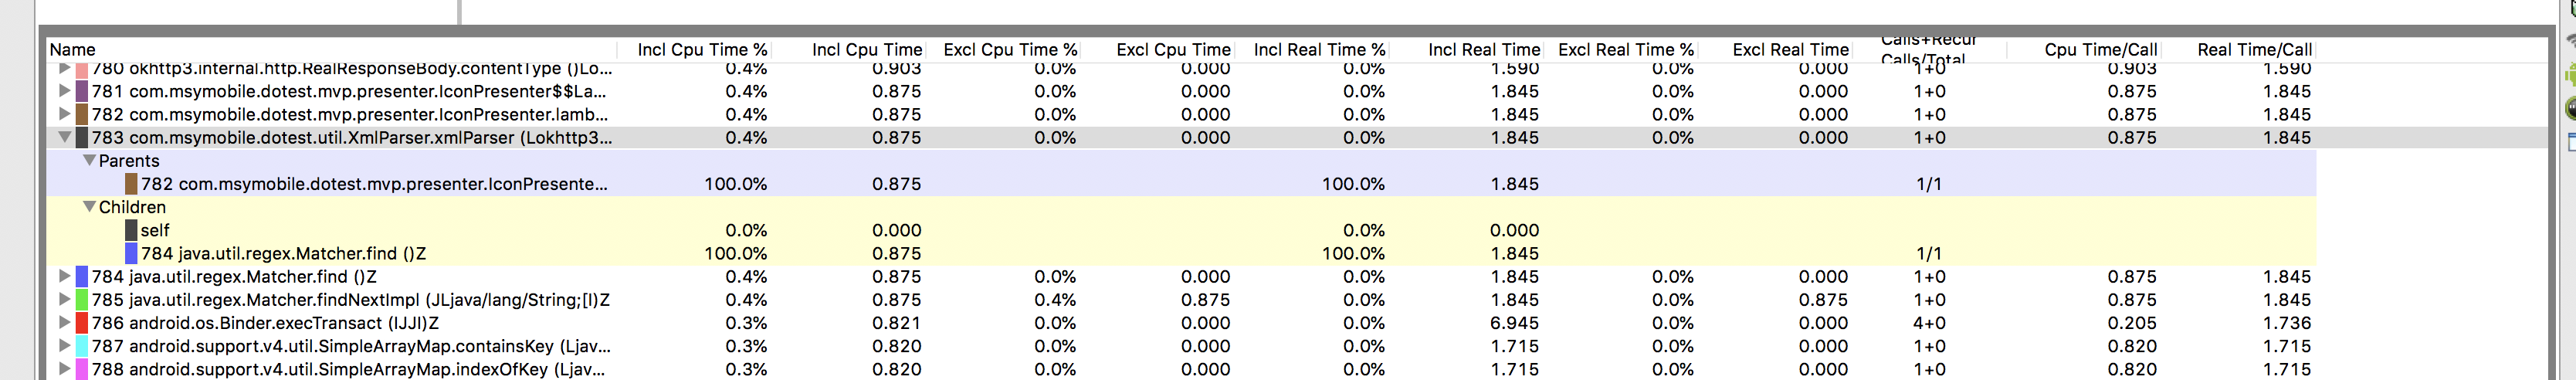 Name Incl Cpu Time % Incl Cpu Time Excl Cpu Time % Excl Cpu Time Incl Real Time % Incl Real Time Excl Real Time % Excl Real Time Calls+Recur Calls/Total Cpu Time/Call Real Time/Call
780 okhttp3.internal.http.RealResponseBody.contentType ()Lo... 0.4% 0.903 0.0% 0.000 0.0% 1.590 0.0% 0.000 1+0 0.903 1.590
781 com.msymobile.dotest.mvp.presenter.IconPresenter$$La... 0.4% 0.875 0.0% 0.000 0.0% 1.845 0.0% 0.000 1+0 0.875 1.845
782 com.msymobile.dotest.mvp.presenter.IconPresenter.lamb... 0.4% 0.875 0.0% 0.000 0.0% 1.845 0.0% 0.000 1+0 0.875 1.845
783 com.msymobile.dotest.util.XmlParser.xmlParser (Lokhttp3... 0.4% 0.875 0.0% 0.000 0.0% 1.845 0.0% 0.000 1+0 0.875 1.845
Parents
782 com.msymobile.dotest.mvp.presenter.IconPresente... 100.0% 0.875 100.0% 1.845 1/1
Children
self 0.0% 0.000 0.0% 0.000
784 java.util.regex.Matcher.find ()Z 100.0% 0.875 100.0% 1.845 1/1
784 java.util.regex.Matcher.find ()Z 0.4% 0.875 0.0% 0.000 0.0% 1.845 0.0% 0.000 1+0 0.875 1.845
785 java.util.regex.Matcher.findNextImpl (JLjava/lang/String;[I)Z 0.4% 0.875 0.4% 0.875 0.0% 1.845 0.0% 0.875 1+0 0.875 1.845
786 android.os.Binder.execTransact (IJJI)Z 0.3% 0.821 0.0% 0.000 0.0% 6.945 0.0% 0.000 4+0 0.205 1.736
787 android.support.v4.util.SimpleArrayMap.containsKey (Ljav... 0.3% 0.820 0.0% 0.000 0.0% 1.715 0.0% 0.000 1+0 0.820 1.715
788 android.support.v4.util.SimpleArrayMap.indexOfKey (Ljav... 0.3% 0.820 0.0% 0.000 0.0% 1.715 0.0% 0.000 1+0 0.820 1.715